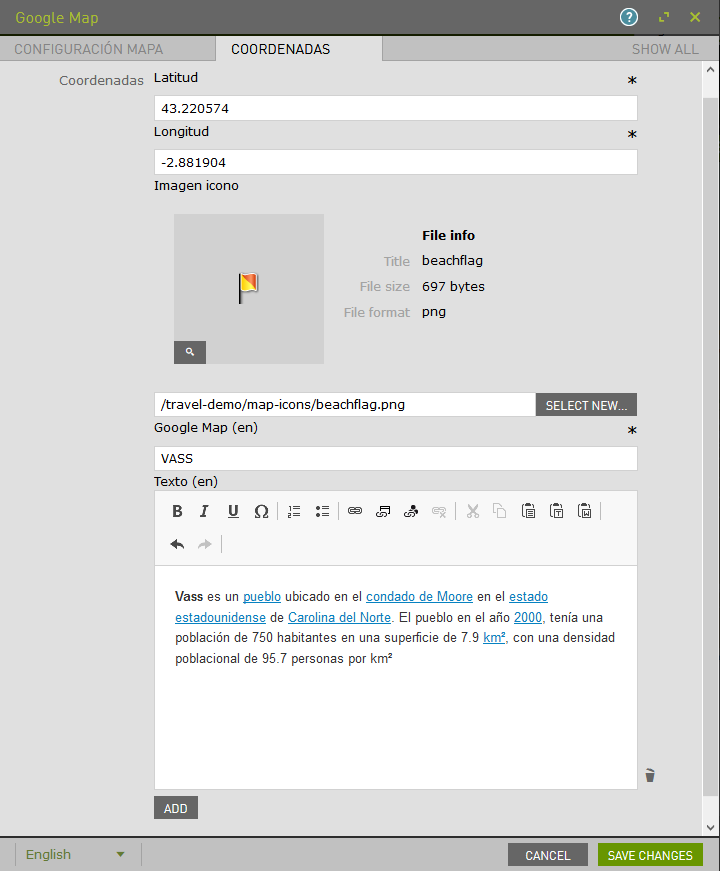 Google Map
?
CONFIGURACIÓN MAPA COORDENADAS SHOW ALL
Coordenadas Latitud *
43.220574
Longitud *
-2.881904
Imagen icono
File info
Title beachflag
File size 697 bytes
File format png
/travel-demo/map-icons/beachflag.png SELECT NEW...
Google Map (en) *
VASS
Texto (en)
B I U Ω
Vass es un pueblo ubicado en el condado de Moore en el estado
estadounidense de Carolina del Norte. El pueblo en el año 2000, tenía una
población de 750 habitantes en una superficie de 7.9 km², con una densidad
poblacional de 95.7 personas por km²
ADD
English CANCEL SAVE CHANGES